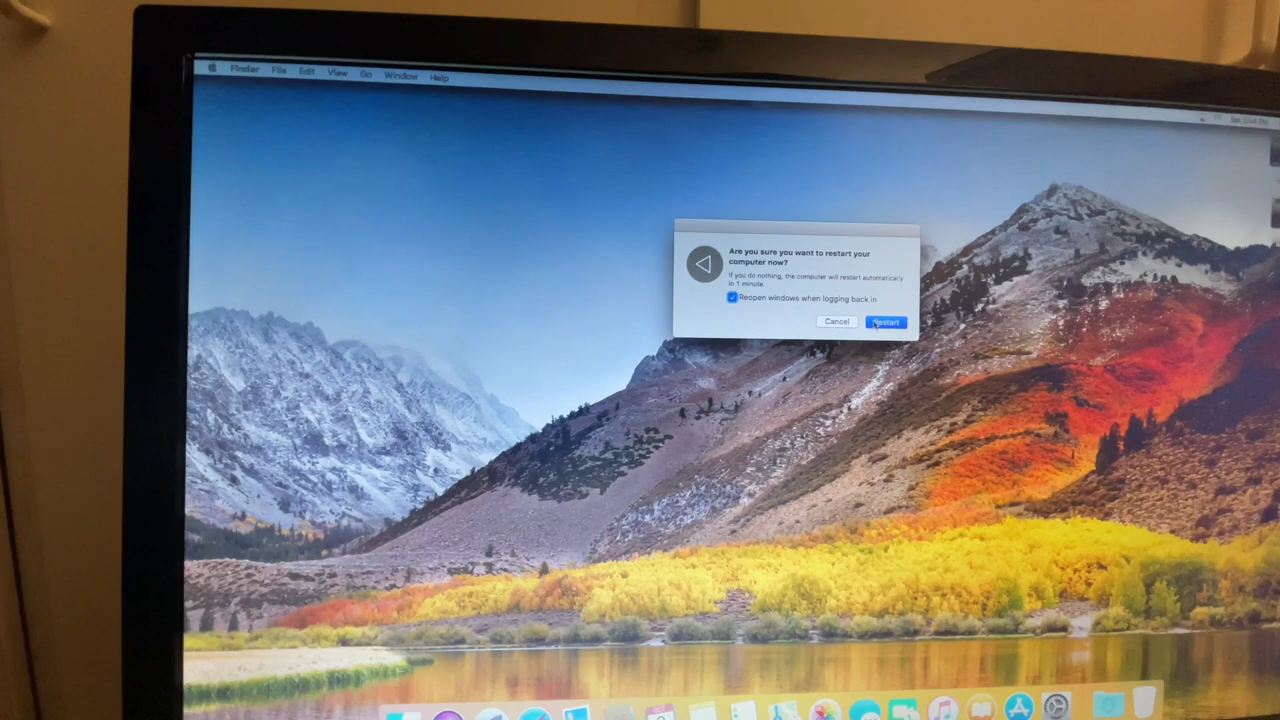 Finder File Edit View Go Window Help
Are you sure you want to restart your
computer now?
If you do nothing, the computer will restart automatically
in 1 minute.
Reopen windows when logging back in
Cancel Restart